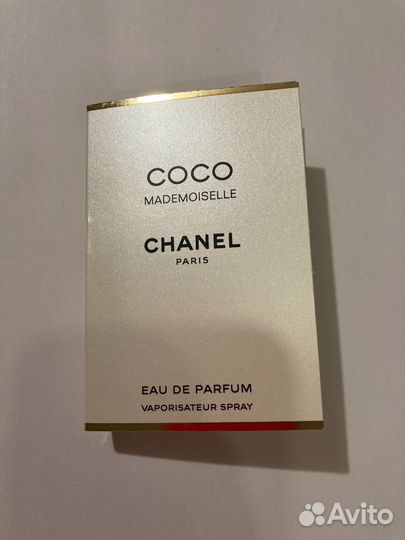 COCO
MADEMOISELLE
CHANEL
PARIS
EAU DE PARFUM
VAPORISATEUR SPRAY
Avito